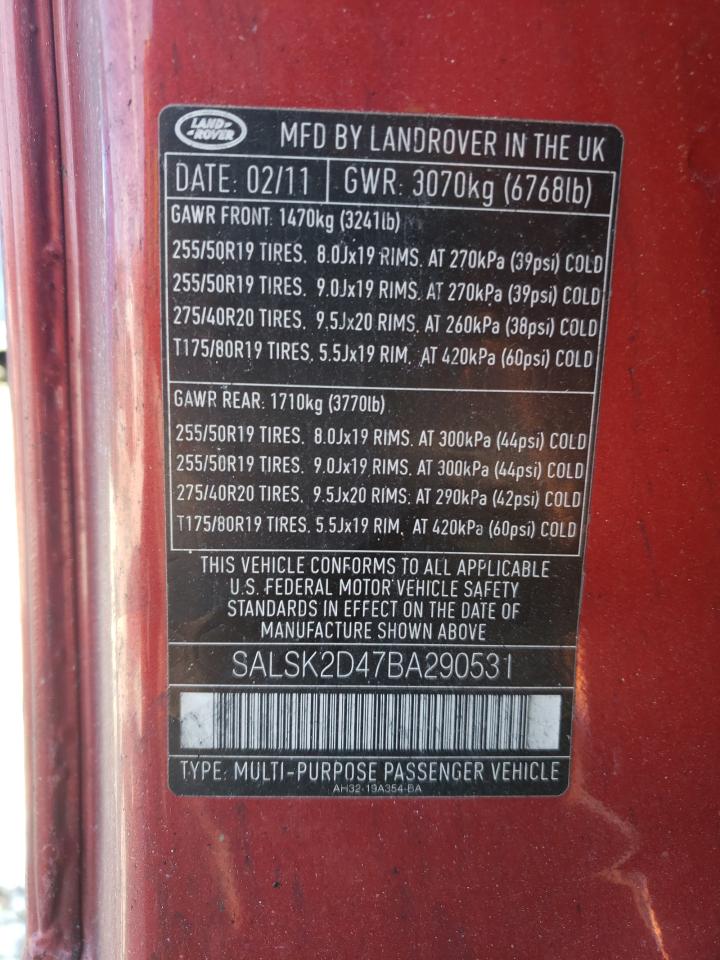 LAND-
-ROVER
MFD BY LANDROVER IN THE UK
DATE: 02/11 GWR: 3070kg (6768lb)
GAWR FRONT. 1470kg (3241lb)
255/50R19 TIRES. 8.0Jx19 RIMS. AT 270kPa (39psi) COLD
255/50R19 TIRES. 9.0Jx19 RIMS. AT 270kPa (39psi) COLD
275/40R20 TIRES. 9.5Jx20 RIMS. AT 260kPa (38psi) COLD
T175/80R19 TIRES. 5.5Jx19 RIM. AT 420kPa (60psi) COLD
GAWR REAR: 1710kg (3770lb)
255/50R19 TIRES. 8.0Jx19 RIMS. AT 300kPa (44psi) COLD
255/50R19 TIRES. 9.0Jx19 RIMS. AT 300kPa (44psi) COLD
275/40R20 TIRES. 9.5Jx20 RIMS. AT 290kPa (42psi) COLD
T175/80R19 TIRES. 5.5Jx19 RIM. AT 420kPa (60psi) COLD
THIS VEHICLE CONFORMS TO ALL APPLICABLE
U.S. FEDERAL MOTOR VEHICLE SAFETY
STANDARDS IN EFFECT ON THE DATE OF
MANUFACTURE SHOWN ABOVE
SALSK2D47BA290531
TYPE: MULTI-PURPOSE PASSENGER VEHICLE
AH32-19A354-BA